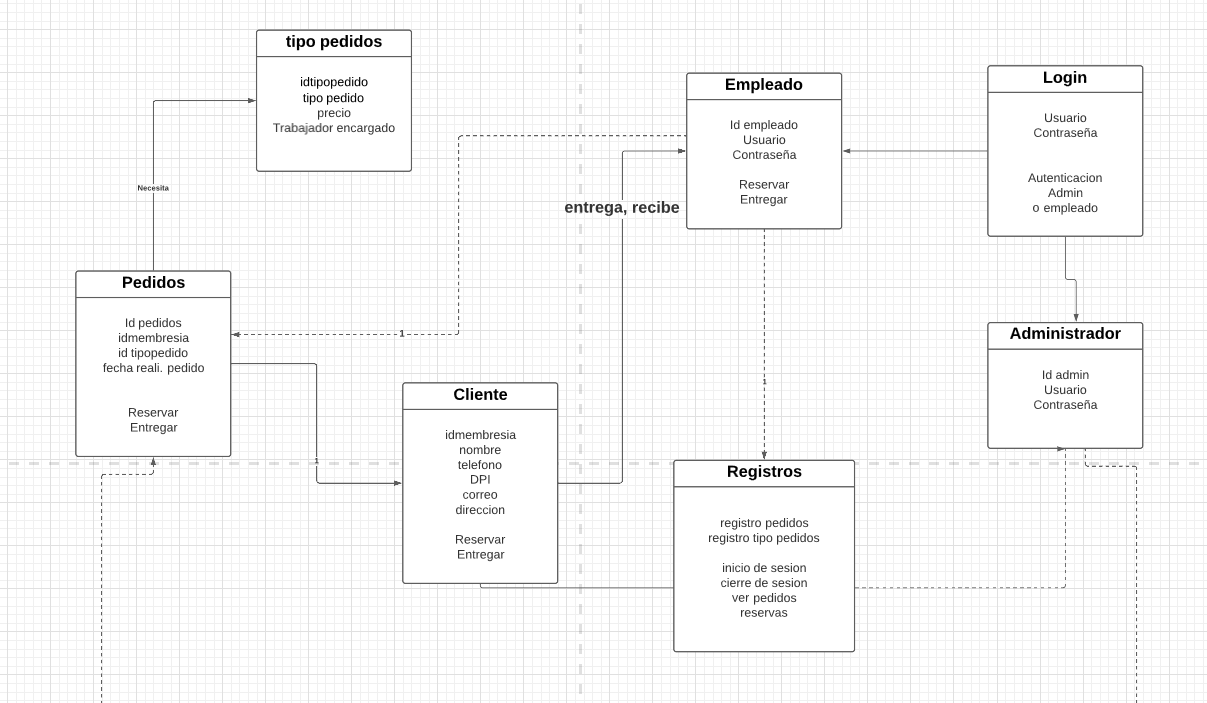 tipo pedidos
idtipopedido
tipo pedido
precio
Trabajador encargado
Empleado
Id empleado
Usuario
Contraseña
Reservar
Entregar
Login
Usuario
Contraseña
Autenticacion
Admin
o empleado
Necesita
entrega, recibe
Pedidos
Id pedidos
idmembresia
id tipopedido
fecha reali. pedido
Reservar
Entregar
1
1
1
Cliente
idmembresia
nombre
telefono
DPI
correo
direccion
Reservar
Entregar
Administrador
Id admin
Usuario
Contraseña
Registros
registro pedidos
registro tipo pedidos
inicio de sesion
cierre de sesion
ver pedidos
reservas